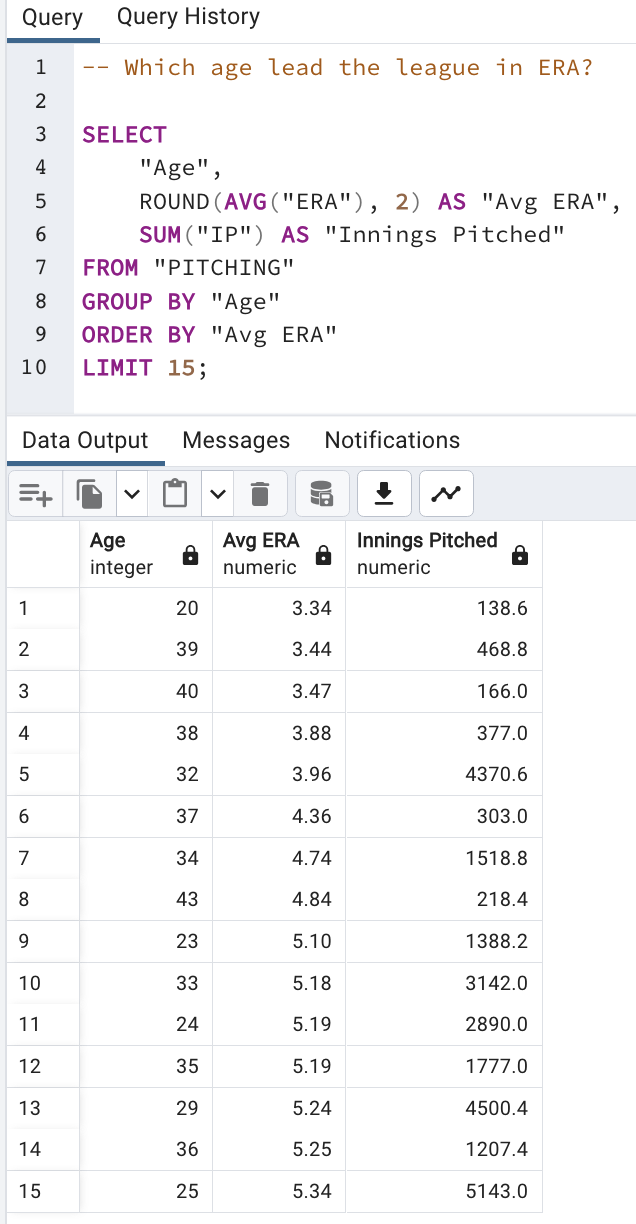 Query Query History
1 -- Which age lead the league in ERA?
2
3 SELECT
4 "Age",
5 ROUND(AVG("ERA"), 2) AS "Avg ERA",
6 SUM("IP") AS "Innings Pitched"
7 FROM "PITCHING"
8 GROUP BY "Age"
9 ORDER BY "Avg ERA"
10 LIMIT 15;
Data Output Messages Notifications
Age Avg ERA Innings Pitched
integer numeric numeric
1 20 3.34 138.6
2 39 3.44 468.8
3 40 3.47 166.0
4 38 3.88 377.0
5 32 3.96 4370.6
6 37 4.36 303.0
7 34 4.74 1518.8
8 43 4.84 218.4
9 23 5.10 1388.2
10 33 5.18 3142.0
11 24 5.19 2890.0
12 35 5.19 1777.0
13 29 5.24 4500.4
14 36 5.25 1207.4
15 25 5.34 5143.0